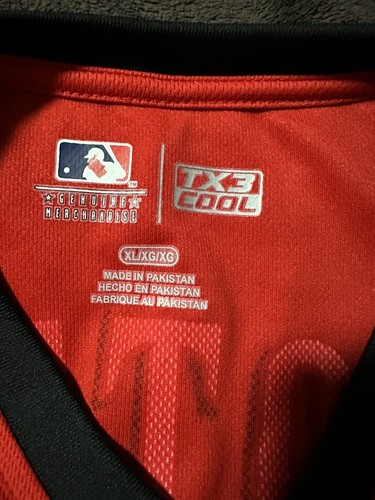 GENUINE
MERCHANDISE
TX3
COOL
XL/XG/XG
MADE IN PAKISTAN
HECHO EN PAKISTAN
FABRIQUE AU PAKISTAN